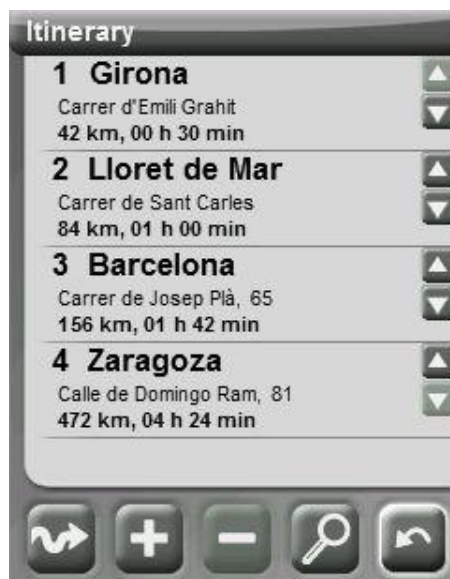 Itinerary
1 Girona
Carrer d'Emili Grahit
42 km, 00 h 30 min
2 Lloret de Mar
Carrer de Sant Carles
84 km, 01 h 00 min
3 Barcelona
Carrer de Josep Plà, 65
156 km, 01 h 42 min
4 Zaragoza
Calle de Domingo Ram, 81
472 km, 04 h 24 min